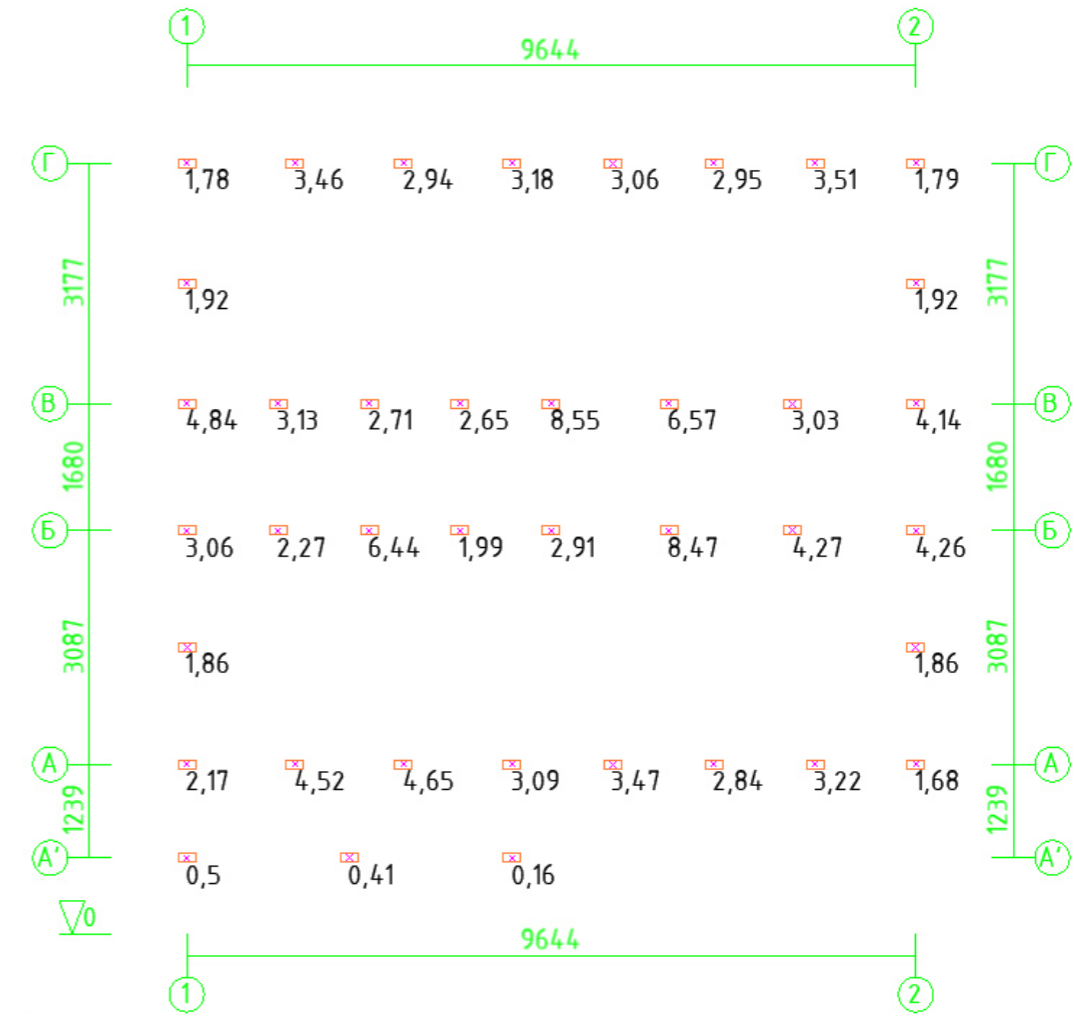 1 2
9644
Г 1,78 3,46 2,94 3,18 3,06 2,95 3,51 1,79 Г
3177 3177
1,92 1,92
В 4,84 3,13 2,71 2,65 8,55 6,57 3,03 4,14 В
1680 1680
Б 3,06 2,27 6,44 1,99 2,91 8,47 4,27 4,26 Б
3087 3087
1,86 1,86
А 2,17 4,52 4,65 3,09 3,47 2,84 3,22 1,68 А
1239 1239
А' 0,5 0,41 0,16 А'
0
9644
1 2